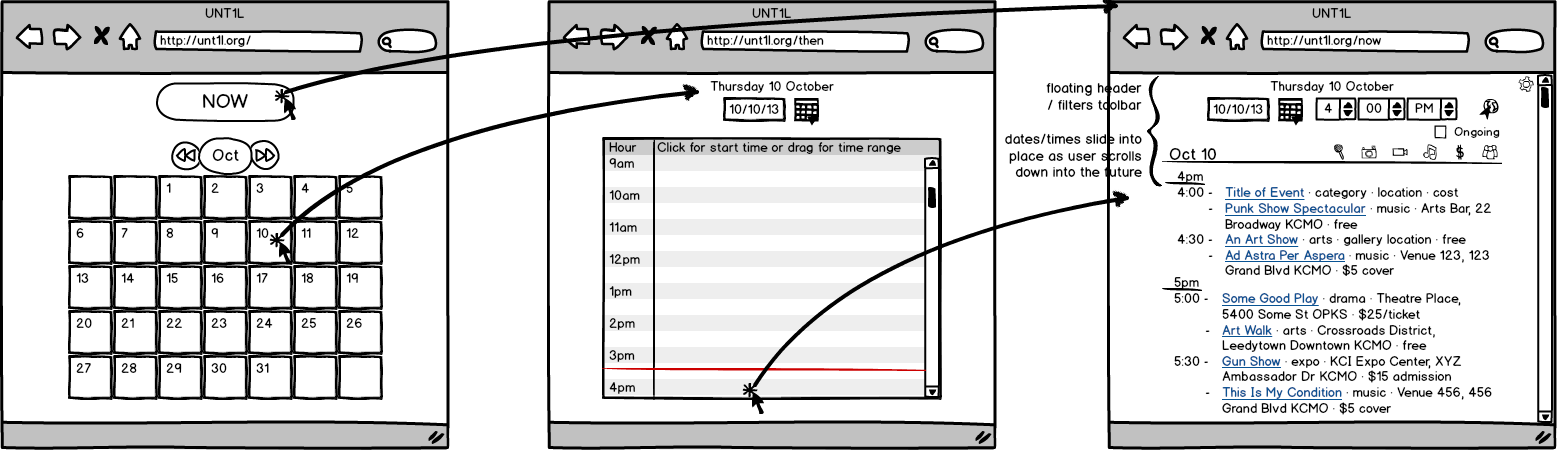 UNT1L
http://unt1l.org/
NOW
Oct
1 2 3 4 5
6 7 8 9 10 11 12
13 14 15 16 17 18 19
20 21 22 23 24 25 26
27 28 29 30 31
UNT1L
http://unt1l.org/then
Thursday 10 October
10/10/13
Hour Click for start time or drag for time range
9am
10am
11am
12pm
1pm
2pm
3pm
4pm
floating header
/ filters toolbar
dates/times slide into
place as user scrolls
down into the future
UNT1L
http://unt1l.org/now
Thursday 10 October
10/10/13 4 00 PM
Ongoing
Oct 10 $
4pm
4:00 - Title of Event · category · location · cost
- Punk Show Spectacular · music · Arts Bar, 22
Broadway KCMO · free
4:30 - An Art Show · arts · gallery location · free
- Ad Astra Per Aspera · music · Venue 123, 123
Grand Blvd KCMO · $5 cover
5pm
5:00 - Some Good Play · drama · Theatre Place,
5400 Some St OPKS · $25/ticket
- Art Walk · arts · Crossroads District,
Leedytown Downtown KCMO · free
5:30 - Gun Show · expo · KCI Expo Center, XYZ
Ambassador Dr KCMO · $15 admission
- This Is My Condition · music · Venue 456, 456
Grand Blvd KCMO · $5 cover